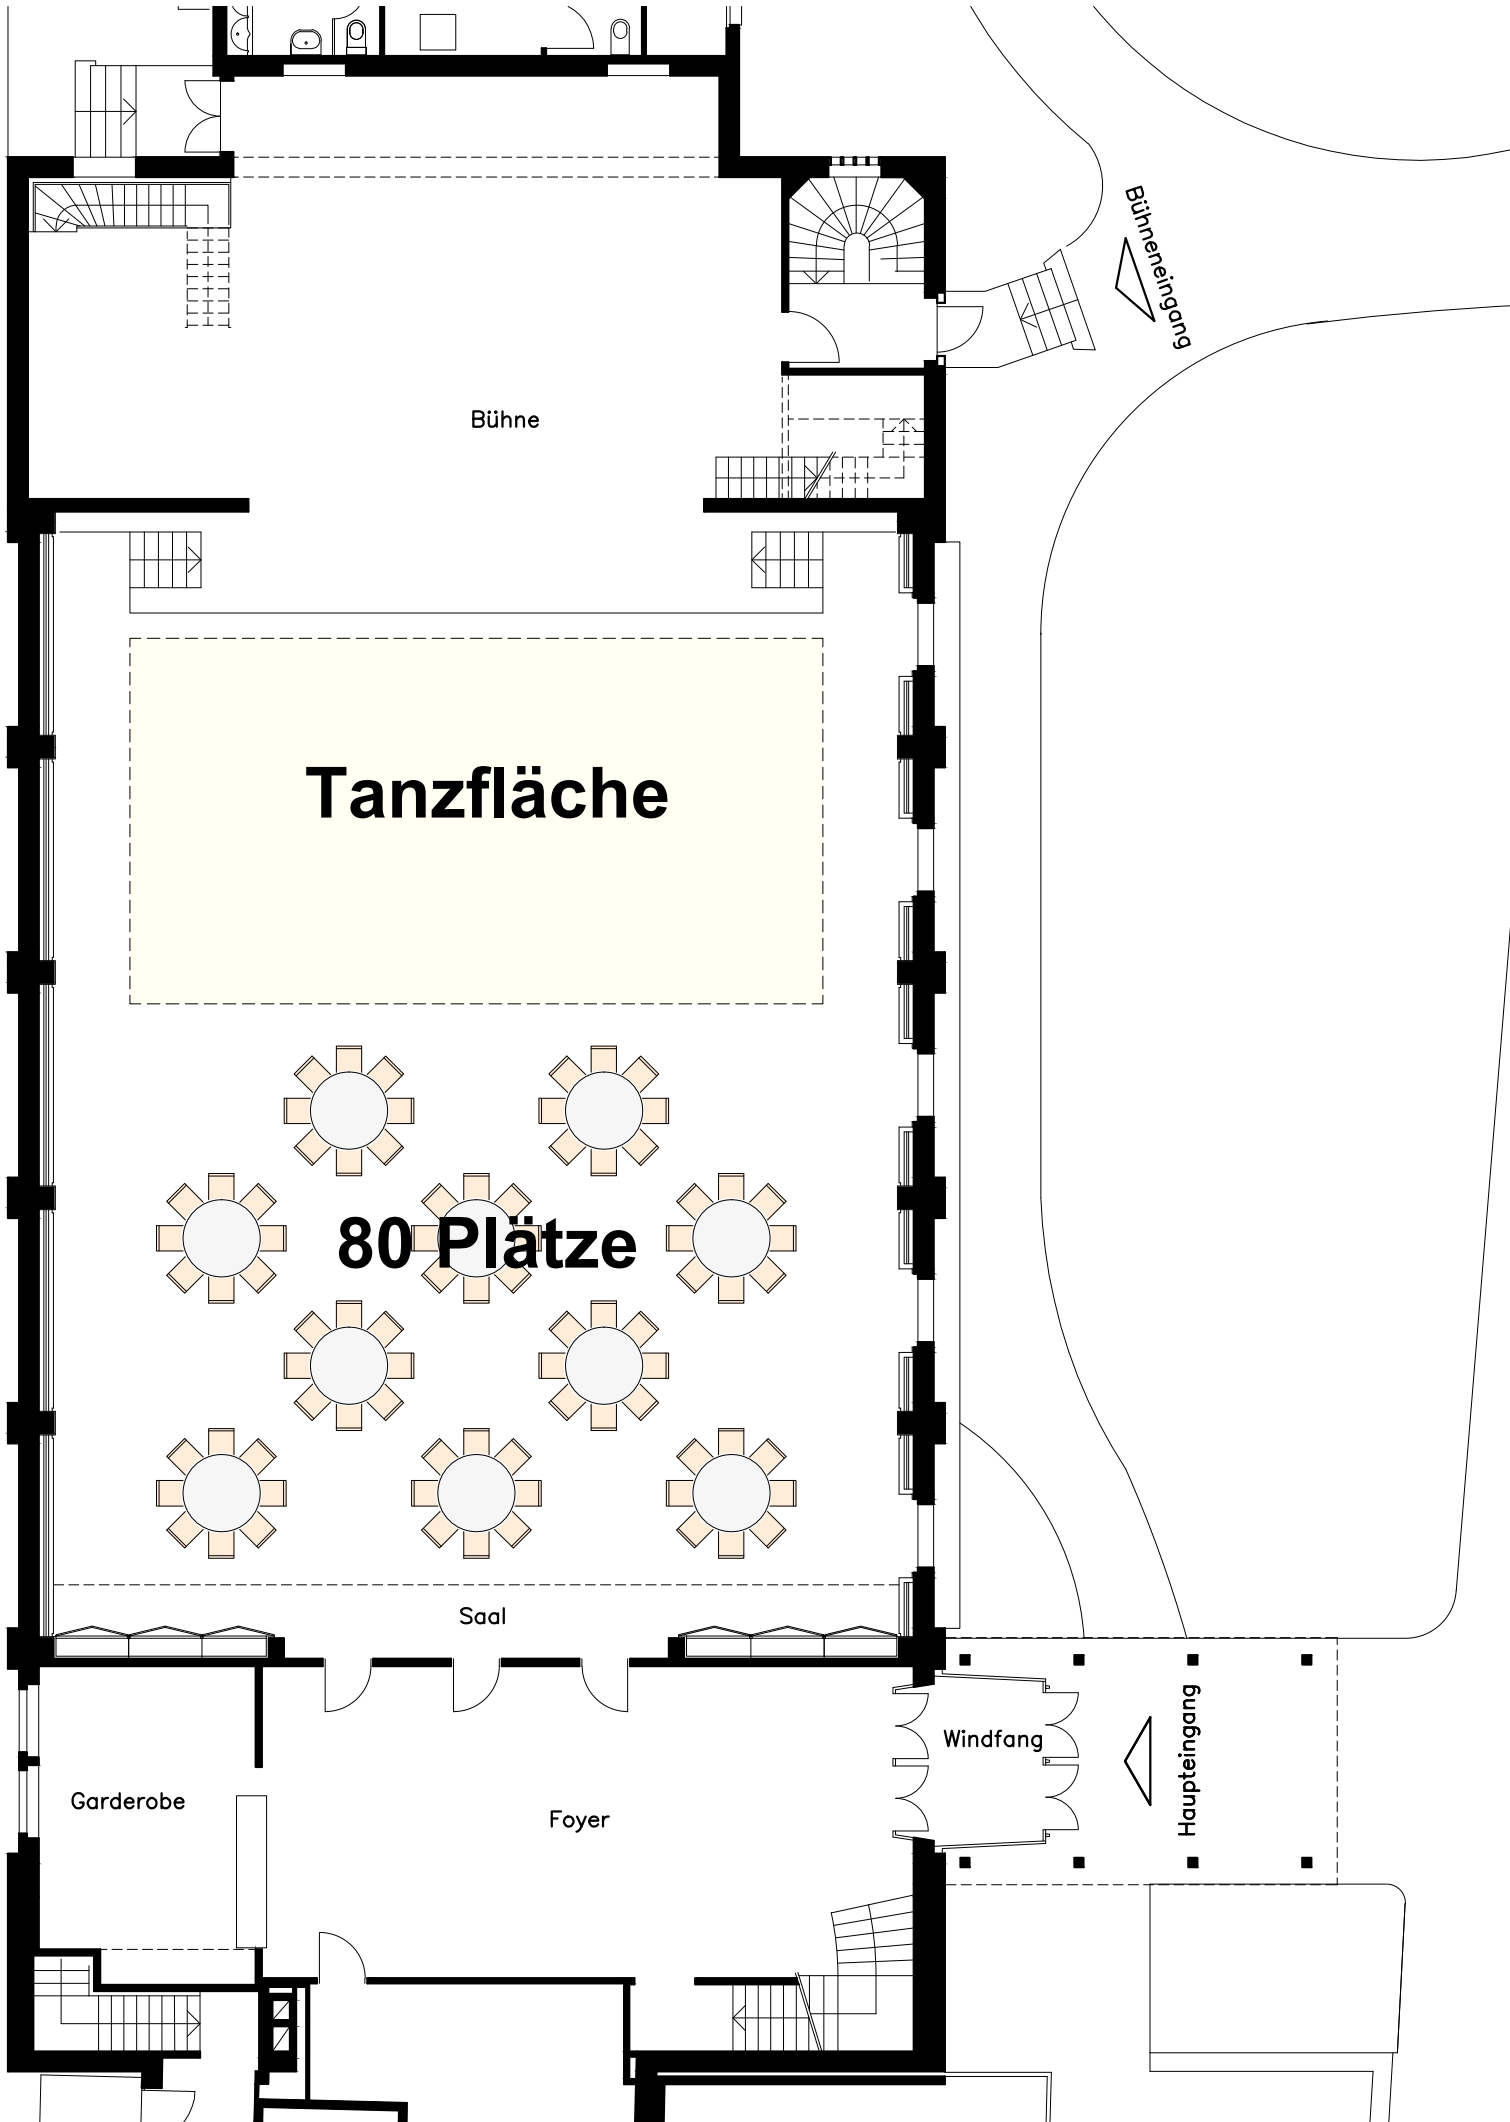 Bühneneingang
Bühne
Tanzfläche
80 Plätze
Saal
Windfang
Haupteingang
Garderobe
Foyer